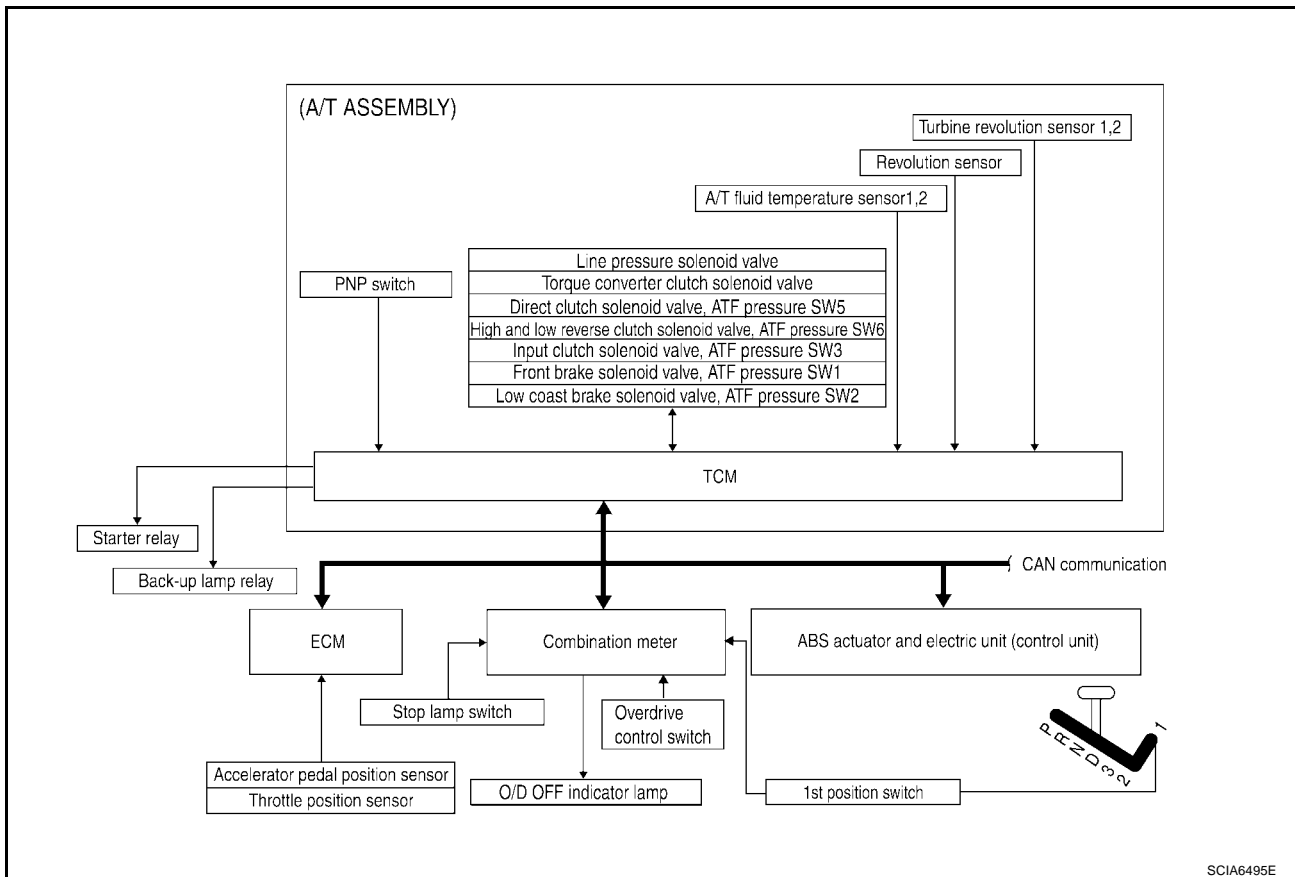 (A/T ASSEMBLY)
Turbine revolution sensor 1,2
Revolution sensor
A/T fluid temperature sensor1,2
Line pressure solenoid valve
Torque converter clutch solenoid valve
Direct clutch solenoid valve, ATF pressure SW5
High and low reverse clutch solenoid valve, ATF pressure SW6
Input clutch solenoid valve, ATF pressure SW3
Front brake solenoid valve, ATF pressure SW1
Low coast brake solenoid valve, ATF pressure SW2
PNP switch
TCM
Starter relay
Back-up lamp relay
CAN communication
ECM
Combination meter
ABS actuator and electric unit (control unit)
Stop lamp switch
Overdrive
control switch
P R N D 3 2 1
Accelerator pedal position sensor
Throttle position sensor
O/D OFF indicator lamp
1st position switch
SCIA6495E